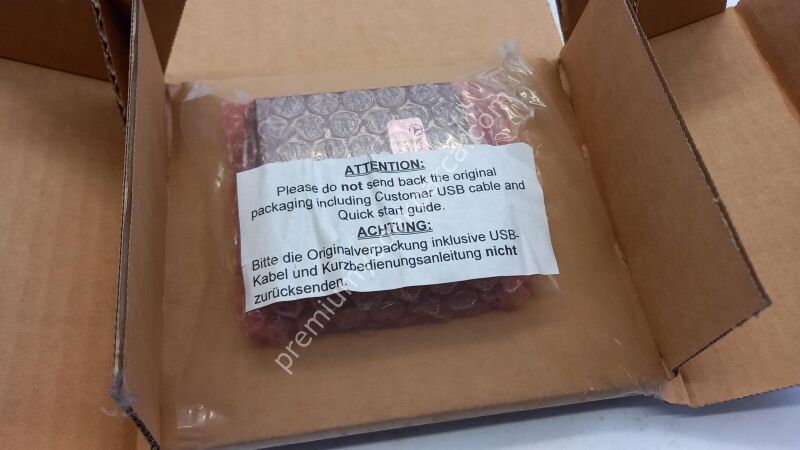 ATTENTION:
Please do not send back the original
packaging including Customer USB cable and
Quick start guide.
ACHTUNG:
Bitte die Originalverpackung inklusive USB-
Kabel und Kurzbedienungsanleitung nicht
zurücksenden.